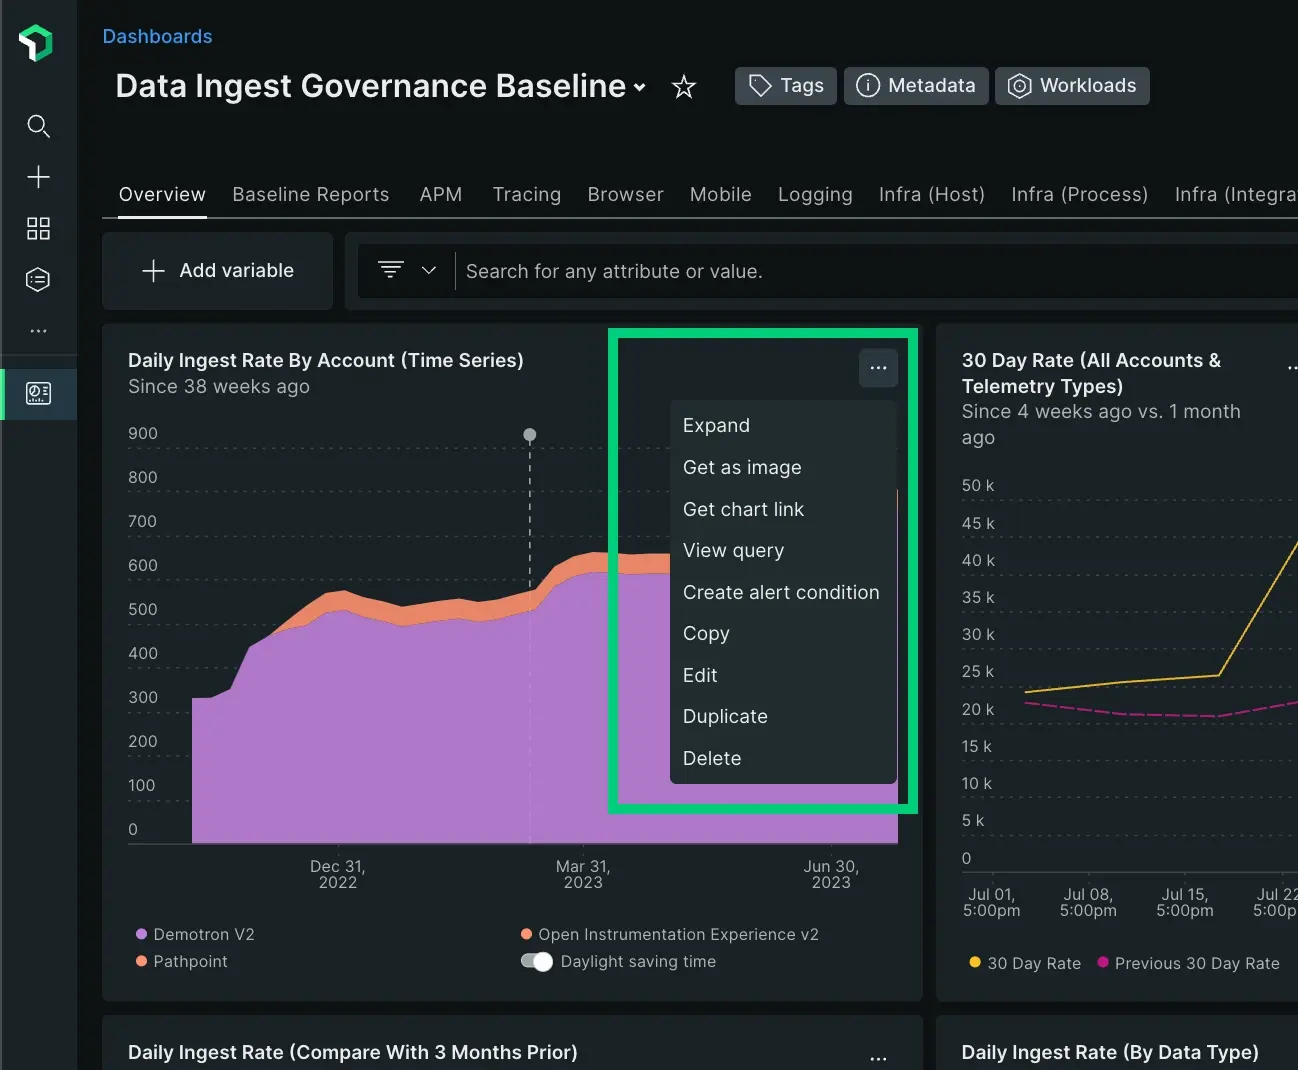 Dashboards
Data Ingest Governance Baseline
Tags
Metadata
Workloads
Overview
Baseline Reports
APM
Tracing
Browser
Mobile
Logging
Infra (Host)
Infra (Process)
Infra (Integra
Add variable
Search for any attribute or value.
Daily Ingest Rate By Account (Time Series)
Since 38 weeks ago
...
Expand
Get as image
Get chart link
View query
Create alert condition
Copy
Edit
Duplicate
Delete
900
800
700
600
500
400
300
200
100
0
Dec 31,
2022
Mar 31,
2023
Jun 30,
2023
Demotron V2
Open Instrumentation Experience v2
Pathpoint
Daylight saving time
30 Day Rate (All Accounts &
Telemetry Types)
Since 4 weeks ago vs. 1 month
ago
50 k
45 k
40 k
35 k
30 k
25 k
20 k
15 k
10 k
5 k
0
Jul 01,
5:00pm
Jul 08,
5:00pm
Jul 15,
5:00pm
Jul 22
5:00p
30 Day Rate
Previous 30 Day Rate
Daily Ingest Rate (Compare With 3 Months Prior)
...
Daily Ingest Rate (By Data Type)